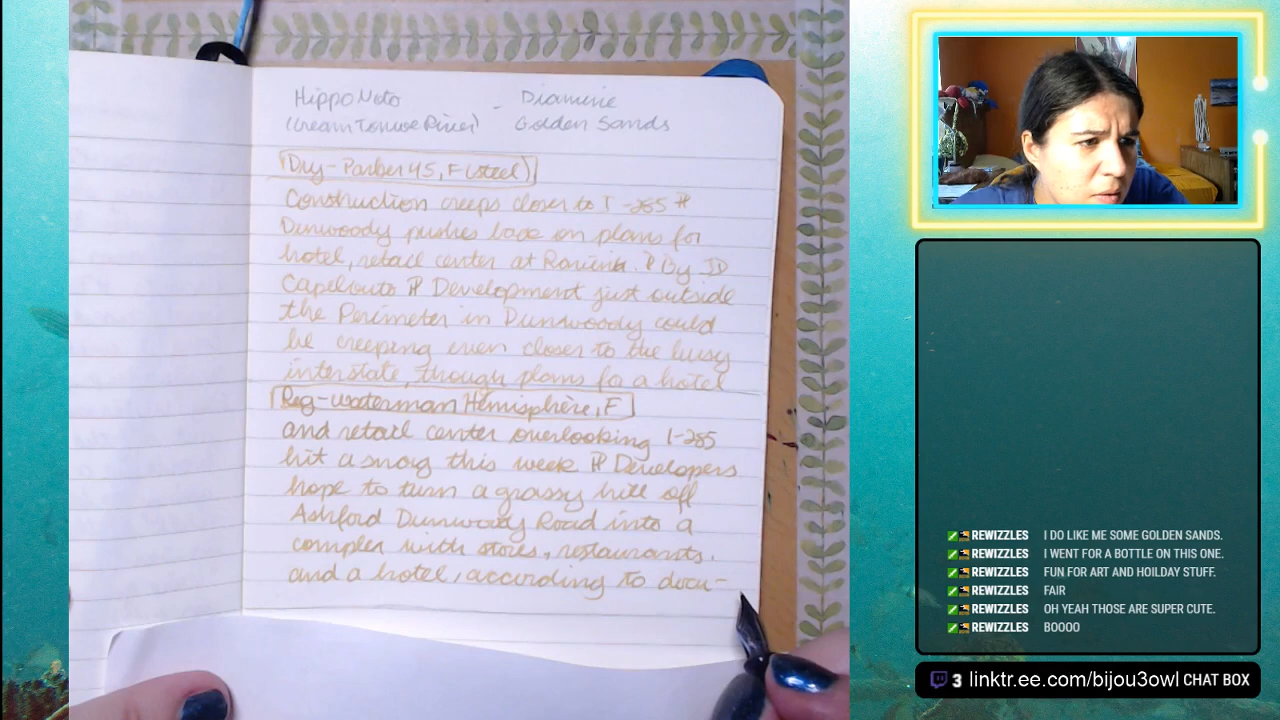 Hippo Noto
(Cream Tomoe River)
- Diamine
Golden Sands
Dry - Parker 45, F (steel)
Construction creeps closer to I-285 ¶
Dunwoody pushes back on plans for
hotel, retail center at Ravinia. ¶ By JD
Capelouto ¶ Development just outside
the Perimeter in Dunwoody could
be creeping even closer to the busy
interstate, though plans for a hotel
Reg - Waterman Hémisphère, F
and retail center overlooking I-285
hit a snag this week ¶ Developers
hope to turn a grassy hill off
Ashford Dunwoody Road into a
complex with stores, restaurants,
and a hotel, according to docu-
REWIZZLES I DO LIKE ME SOME GOLDEN SANDS.
REWIZZLES I WENT FOR A BOTTLE ON THIS ONE.
REWIZZLES FUN FOR ART AND HOILDAY STUFF.
REWIZZLES FAIR
REWIZZLES OH YEAH THOSE ARE SUPER CUTE.
REWIZZLES BOOOO
3 linktr.ee.com/bijou3owl CHAT BOX